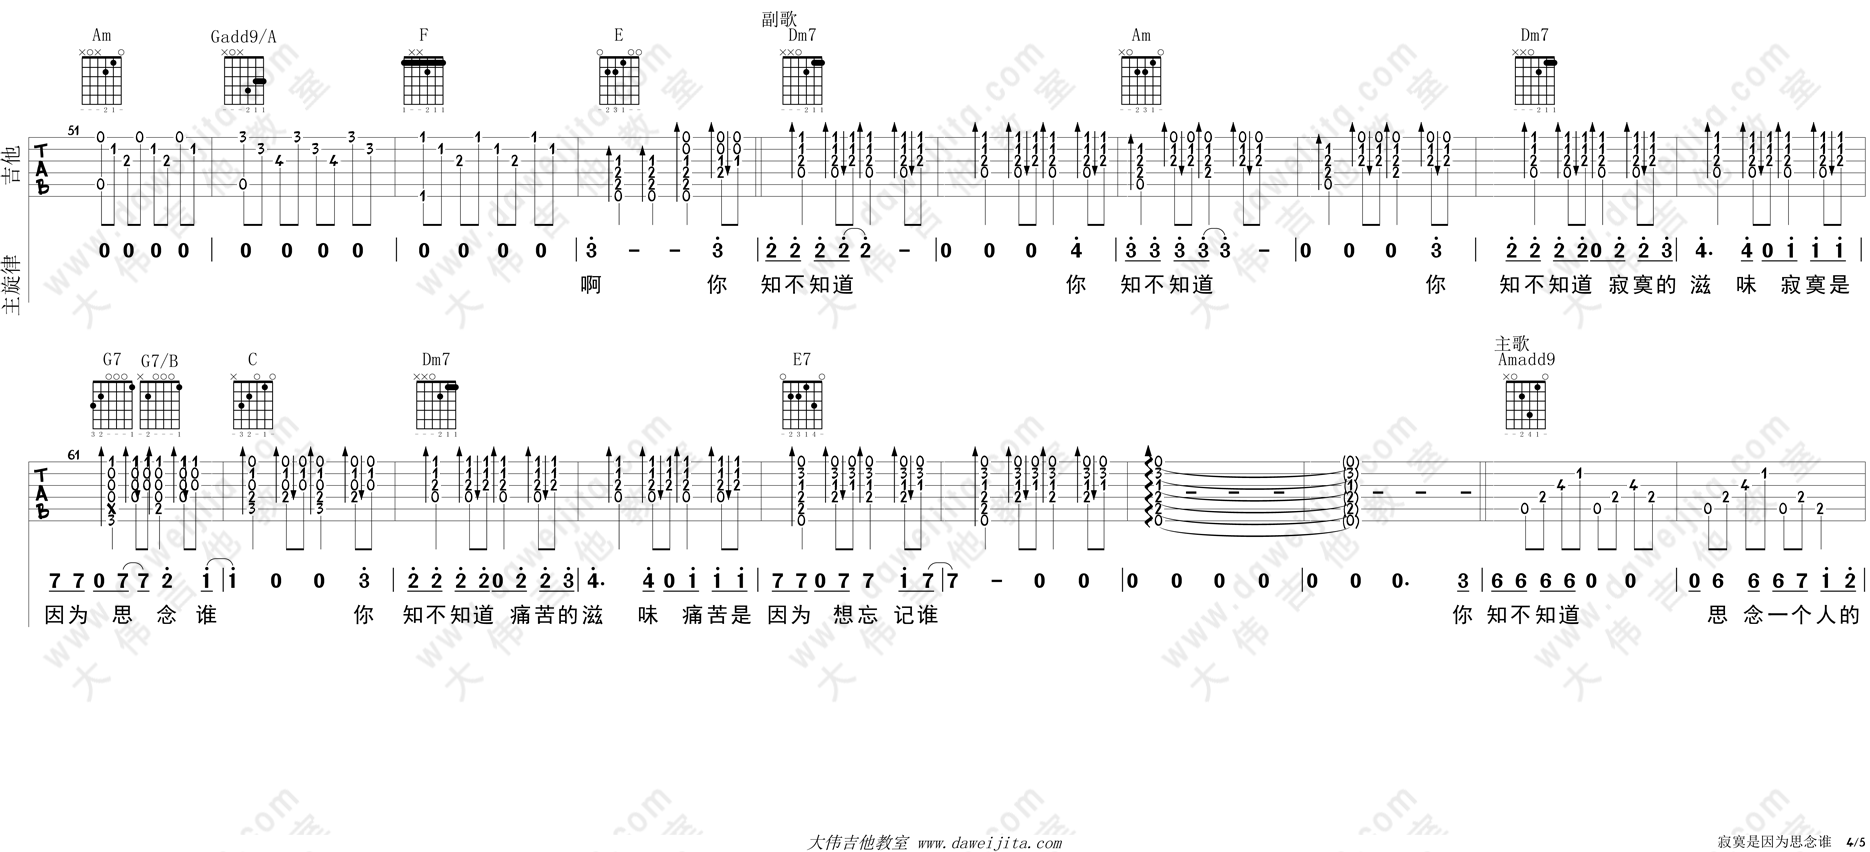 副歌
Am Gadd9/A F E Dm7 Am Dm7
51
吉他 TAB
主旋律
0 0 0 0 | 0 0 0 0 | 0 0 0 0 | 3 - - 3 | 2 2 2 2 2 - | 0 0 0 4 | 3 3 3 3 3 - | 0 0 0 3 | 2 2 2 2 0 2 2 3 | 4. 4 0 1 1 1 |
啊 你 知不知道 你 知不知道 你 知不知道 寂寞的 滋 味 寂寞是
主歌
G7 G7/B C Dm7 E7 Amadd9
61
TAB
7 7 0 7 7 2 1 | 1 0 0 3 | 2 2 2 2 0 2 2 3 | 4. 4 0 1 1 1 | 7 7 0 7 7 1 7 | 7 - 0 0 | 0 0 0 0 | 0 0 0. 3 | 6 6 6 6 0 0 | 0 6 6 6 7 1 2 |
因为 思 念 谁 你 知不知道 痛苦的 滋 味 痛苦是 因为 想忘 记谁 你 知不知道 思 念一个人的
大伟吉他教室 www.daweijita.com
寂寞是因为思念谁 4/5